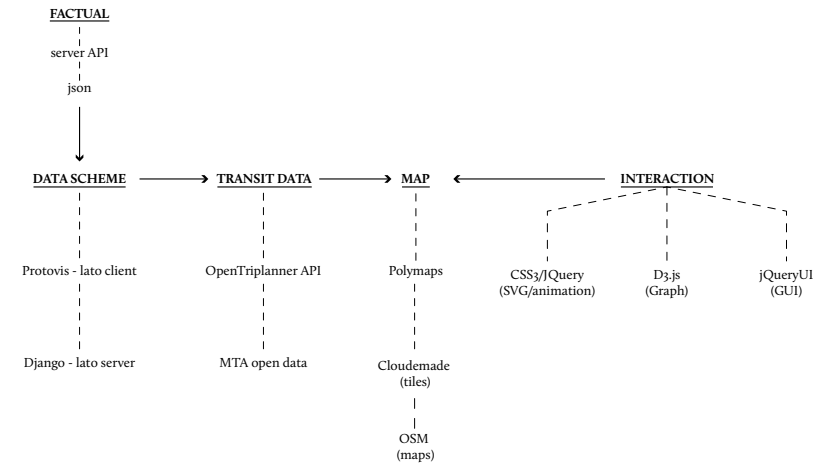 FACTUAL
server API
json
DATA SCHEME
TRANSIT DATA
MAP
INTERACTION
Protovis - lato client
OpenTriplanner API
Polymaps
CSS3/JQuery
(SVG/animation)
D3.js
(Graph)
jQueryUI
(GUI)
Django - lato server
MTA open data
Cloudemade
(tiles)
OSM
(maps)